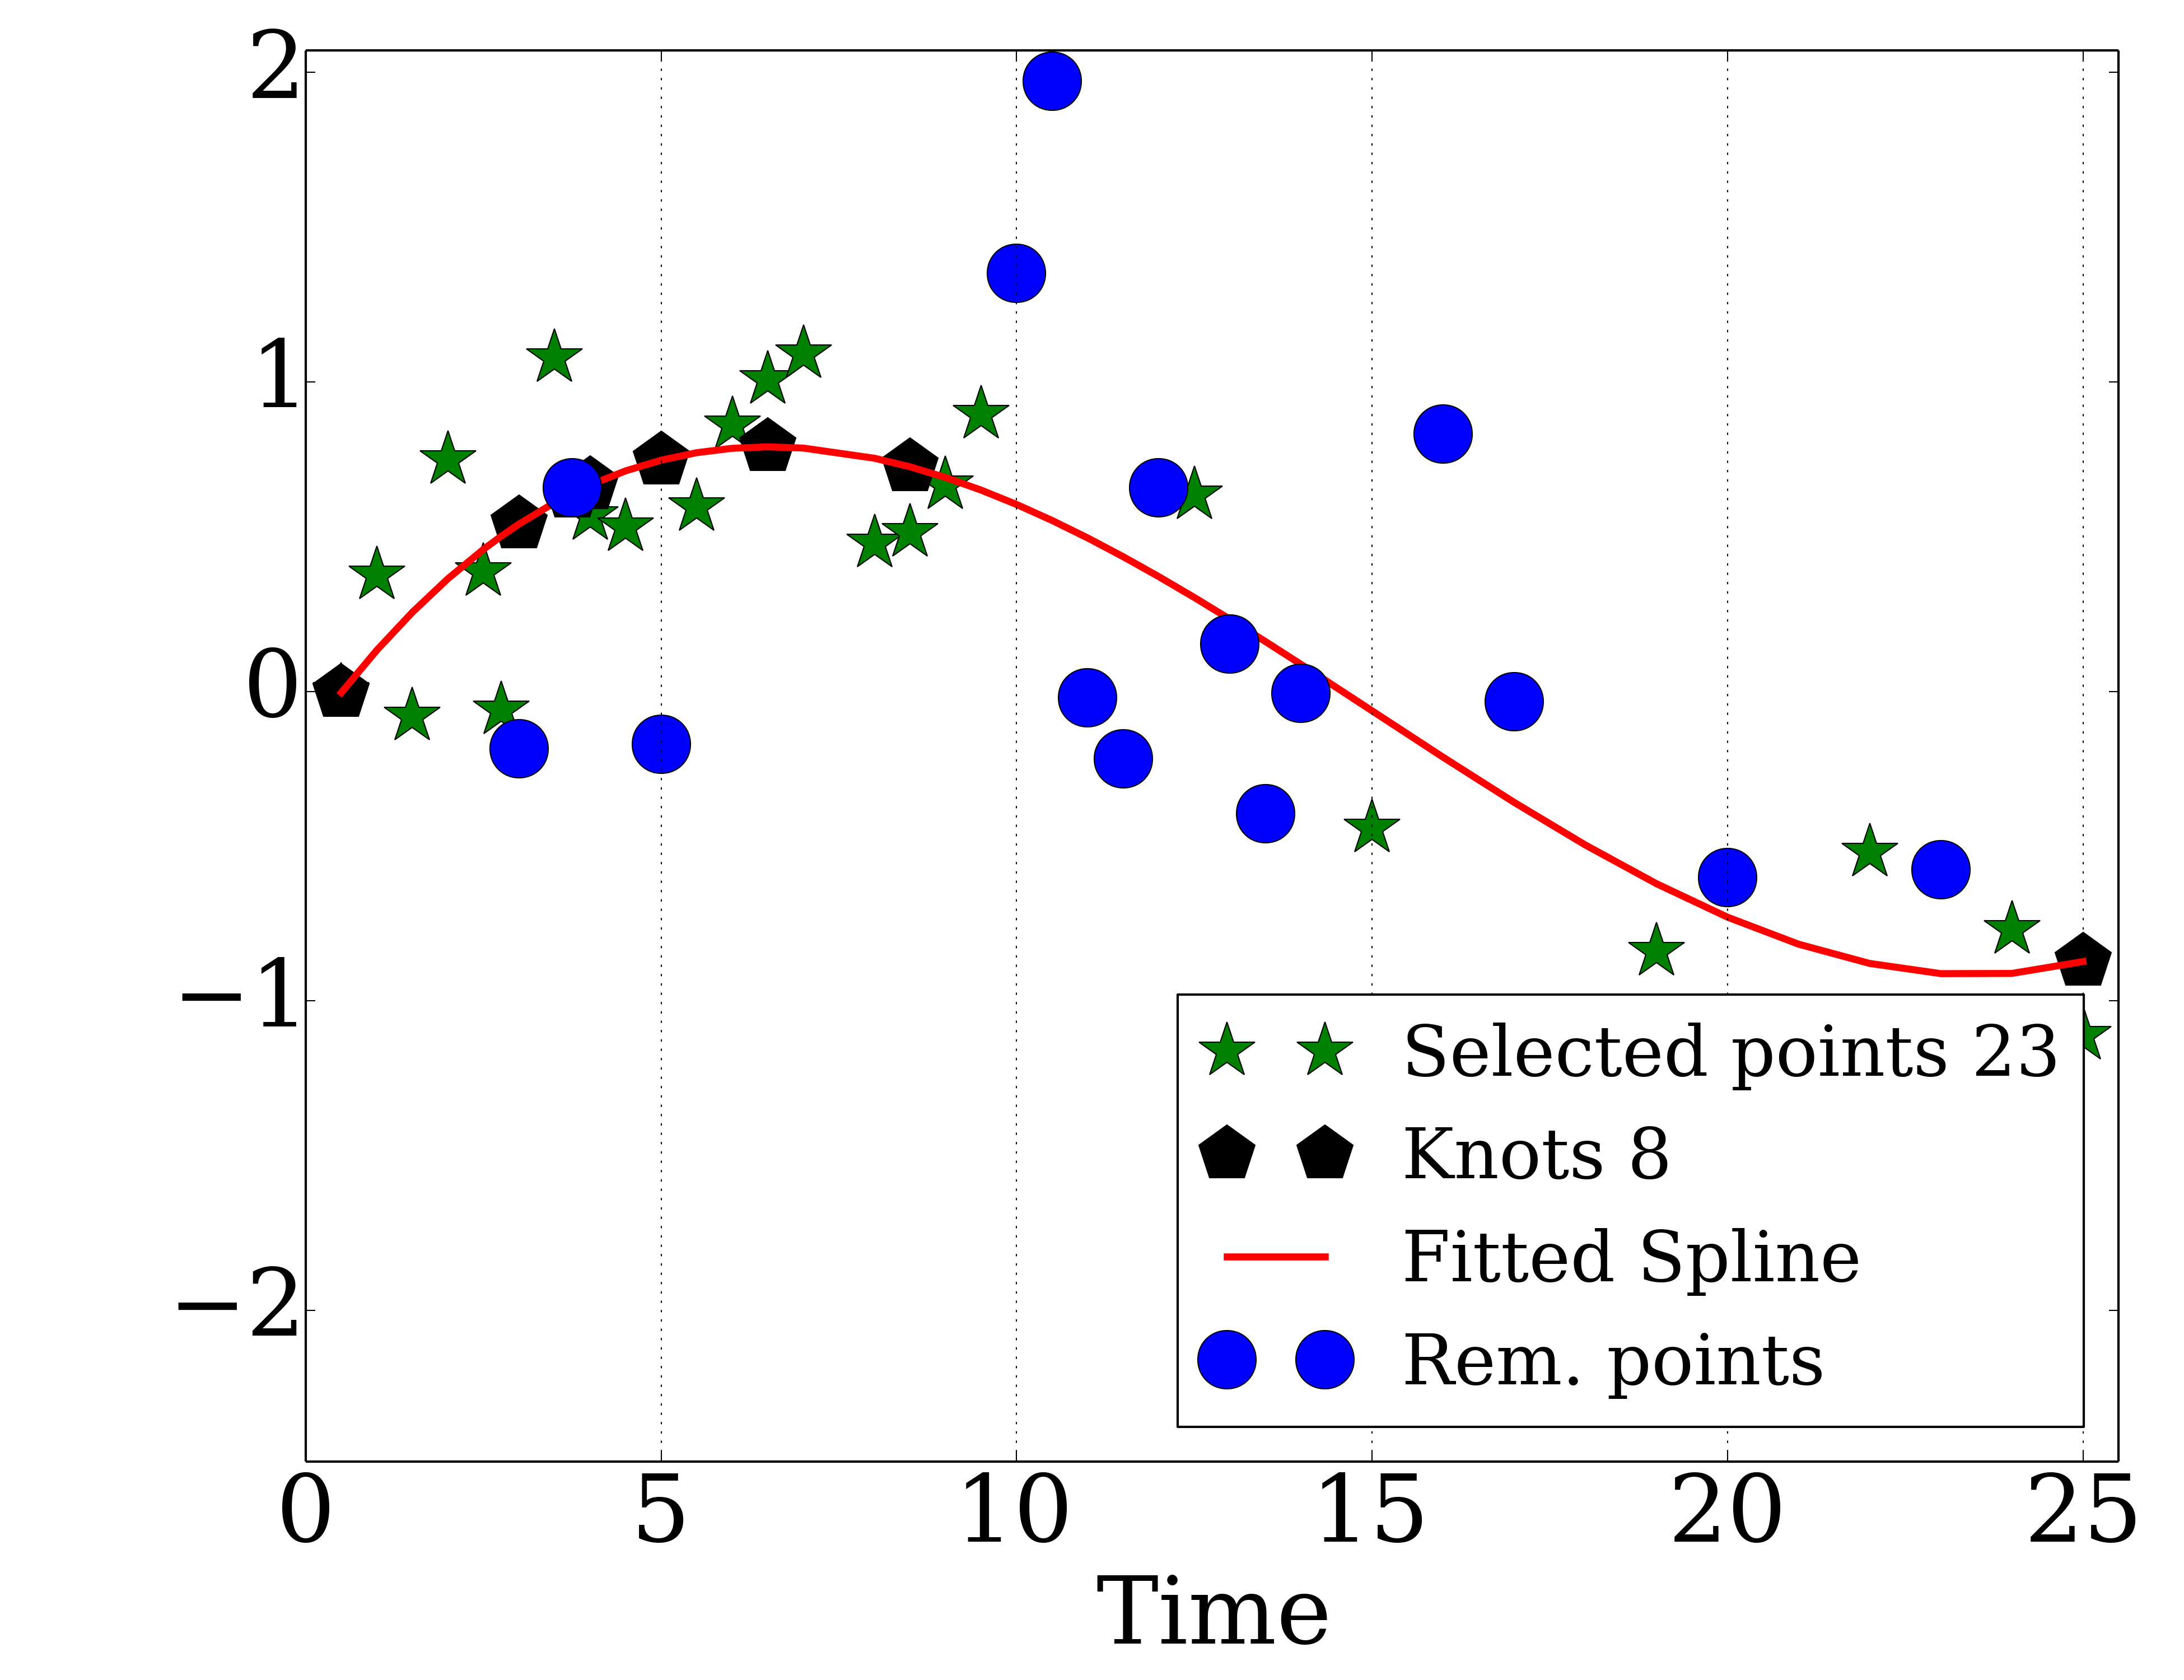 2
1
0
−1
−2
Selected points 23
Knots 8
Fitted Spline
Rem. points
0 5 10 15 20 25
Time